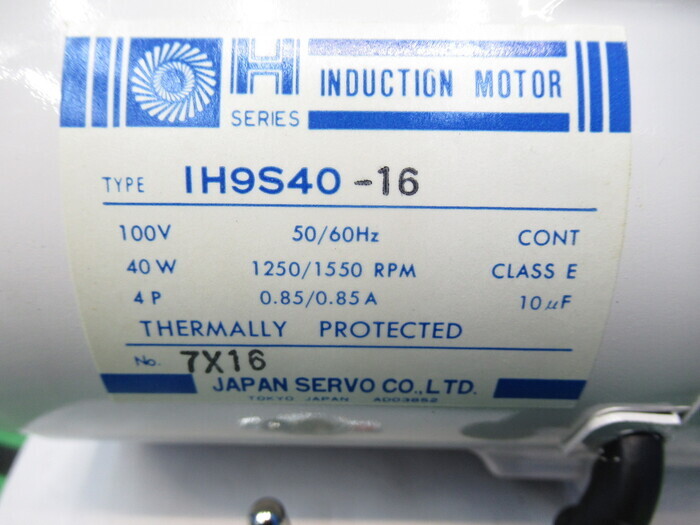 H INDUCTION MOTOR
SERIES
TYPE IH9S40-16
100V 50/60Hz CONT
40W 1250/1550 RPM CLASS E
4P 0.85/0.85A 10μF
THERMALLY PROTECTED
No. 7X16
JAPAN SERVO CO.,LTD.
TOKYO JAPAN AD03852